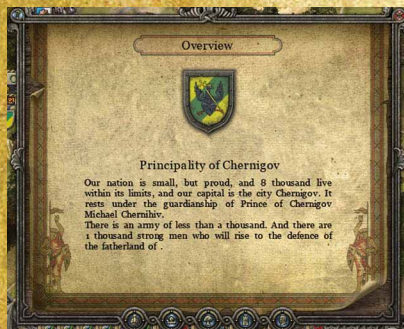 Overview
Principality of Chernigov
Our nation is small, but proud, and 8 thousand live
within its limits, and our capital is the city Chernigov. It
rests under the guardianship of Prince of Chernigov
Michael Chernihiv.
There is an army of less than a thousand. And there are
1 thousand strong men who will rise to the defence of
the fatherland of .